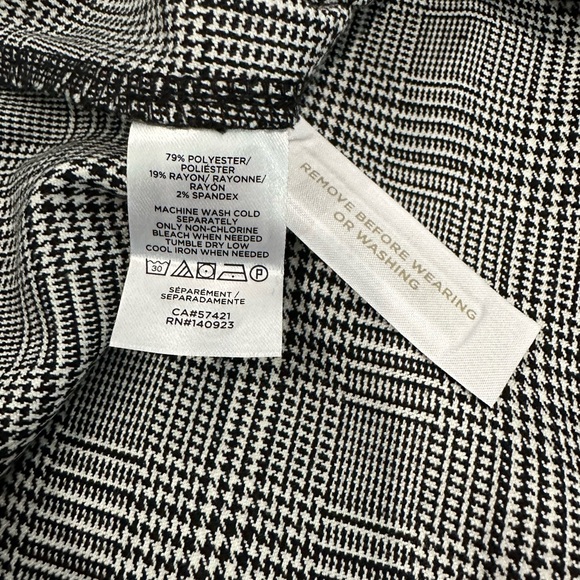 79% POLYESTER/
POLIÉSTER
19% RAYON/ RAYONNE/
RAYÓN
2% SPANDEX
MACHINE WASH COLD
SEPARATELY
ONLY NON-CHLORINE
BLEACH WHEN NEEDED
TUMBLE DRY LOW
COOL IRON WHEN NEEDED
30 P
SÉPARÉMENT /
SEPARADAMENTE
CA#57421
RN#140923
REMOVE BEFORE WEARING
OR WASHING